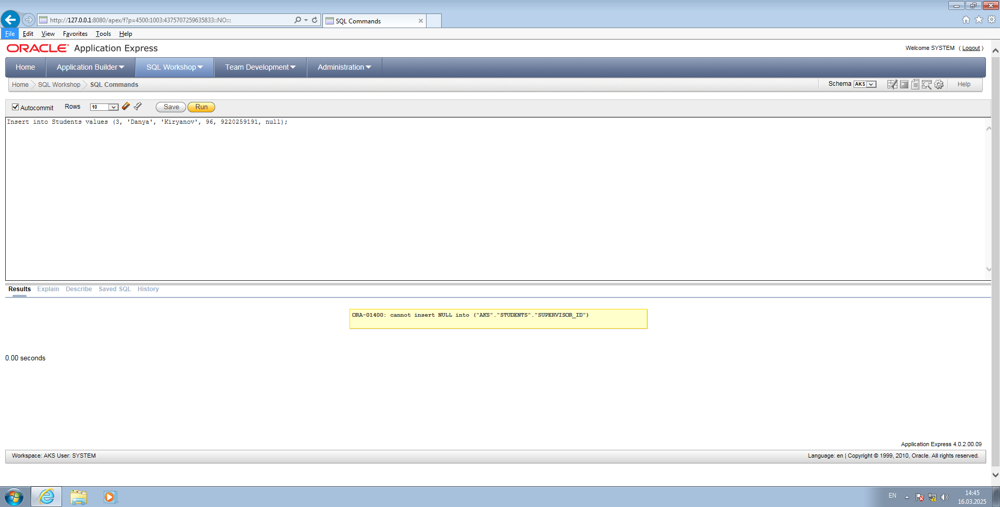 http://127.0.0.1:8080/apex/f?p=4500:1003:4375707259635833::NO:::
SQL Commands
File Edit View Favorites Tools Help
ORACLE Application Express
Welcome SYSTEM ( Logout )
Home Application Builder SQL Workshop Team Development Administration
Home SQL Workshop SQL Commands
Schema AKS Help
Autocommit Rows 10 Save Run
Insert into Students values (3, 'Danya', 'Kiryanov', 96, 9220259191, null);
Results Explain Describe Saved SQL History
ORA-01400: cannot insert NULL into ("AKS"."STUDENTS"."SUPERVISOR_ID")
0.00 seconds
Application Express 4.0.2.00.09
Workspace: AKS User: SYSTEM
Language: en | Copyright © 1999, 2010, Oracle. All rights reserved.
EN
14:45
16.03.2025